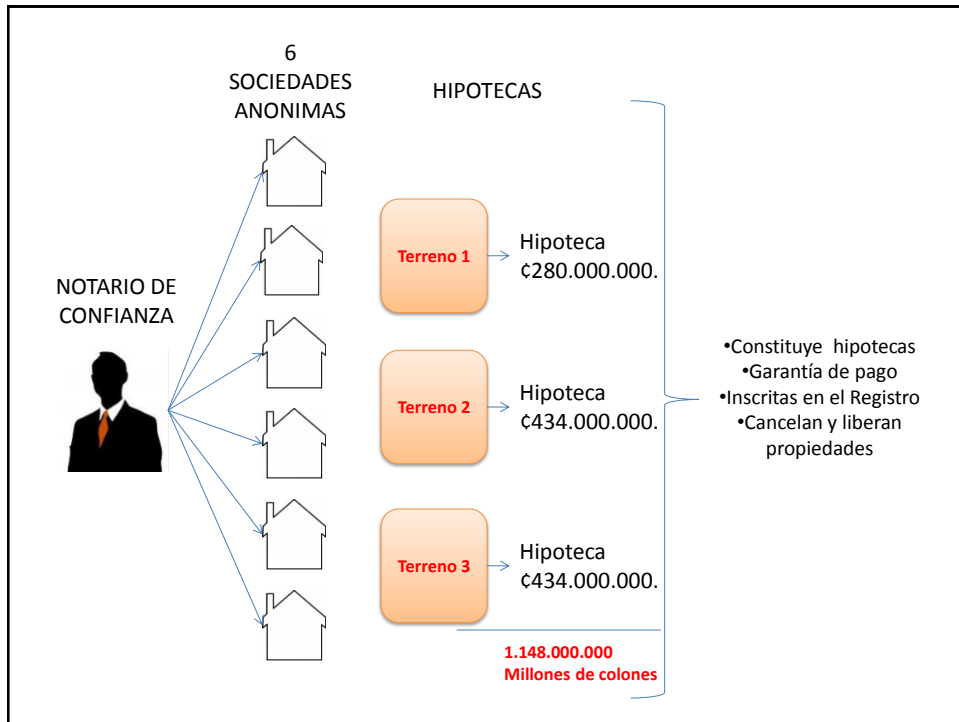 6
SOCIEDADES
ANONIMAS
HIPOTECAS
NOTARIO DE
CONFIANZA
Terreno 1
Hipoteca
¢280.000.000.
Terreno 2
Hipoteca
¢434.000.000.
Terreno 3
Hipoteca
¢434.000.000.
1.148.000.000
Millones de colones
•Constituye hipotecas
•Garantía de pago
•Inscritas en el Registro
•Cancelan y liberan
propiedades